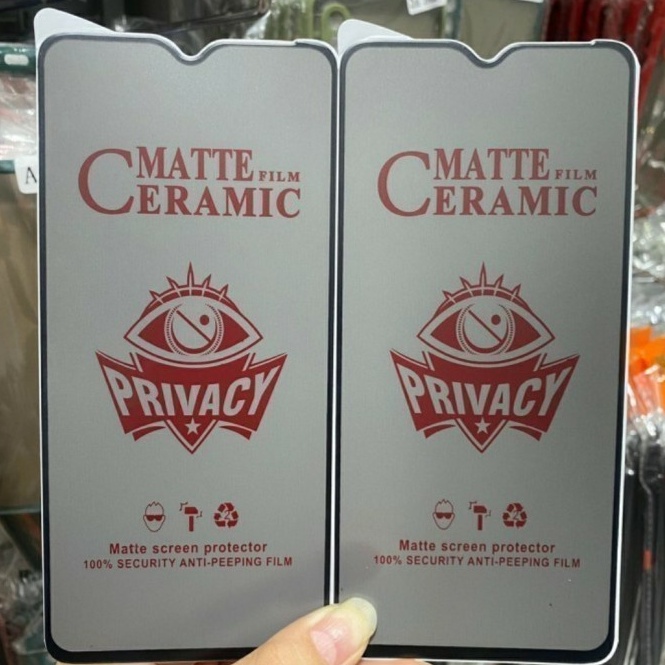 MATTE FILM
CERAMIC
PRIVACY
Matte screen protector
100% SECURITY ANTI-PEEPING FILM
MATTE FILM
CERAMIC
PRIVACY
Matte screen protector
100% SECURITY ANTI-PEEPING FILM